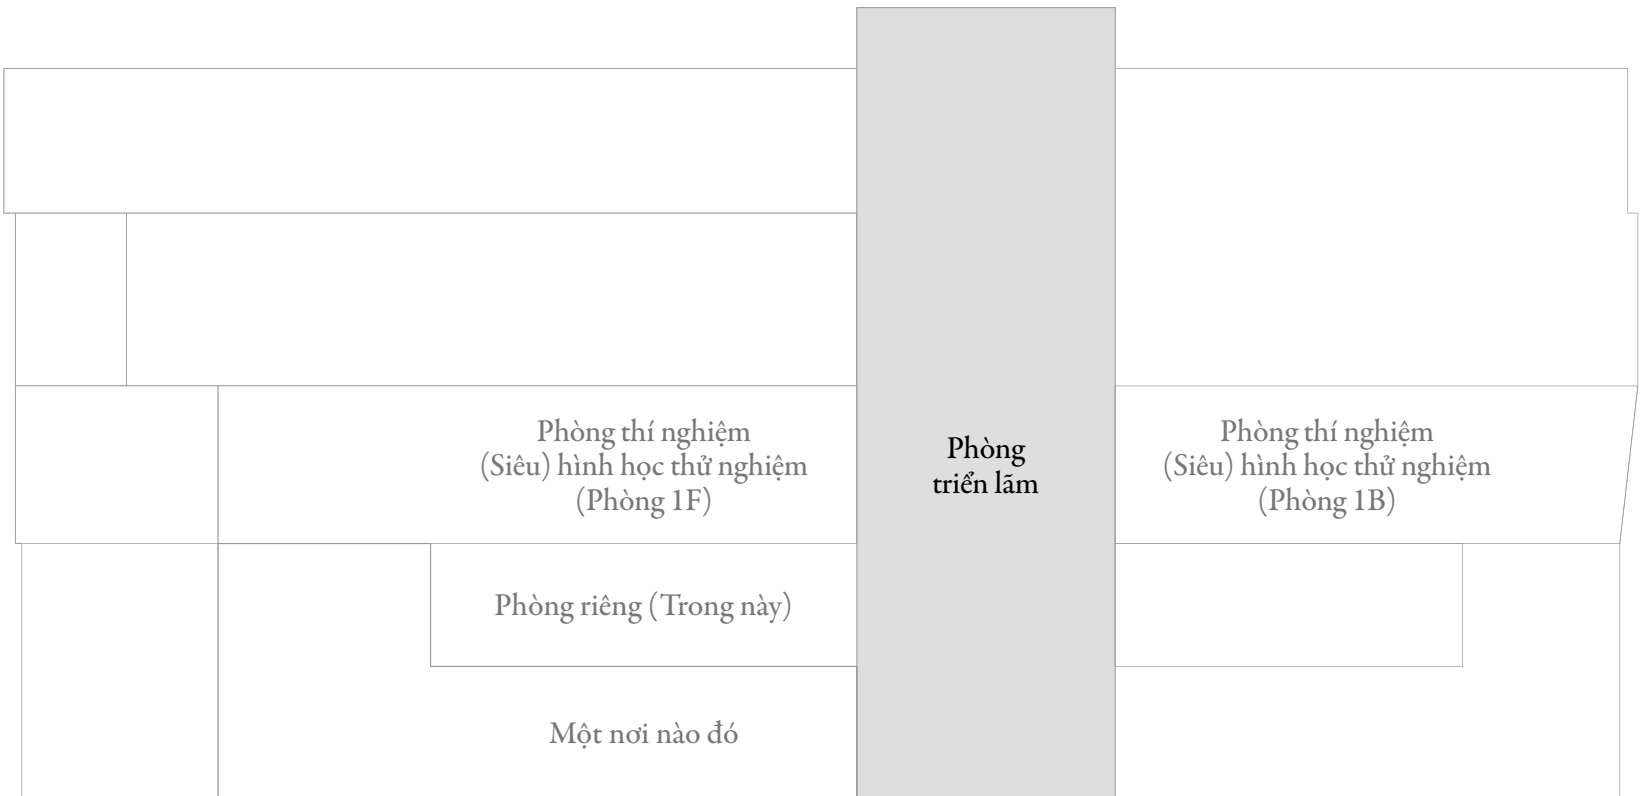 Phòng thí nghiệm
(Siêu) hình học thử nghiệm
(Phòng 1F)
Phòng
triển lãm
Phòng thí nghiệm
(Siêu) hình học thử nghiệm
(Phòng 1B)
Phòng riêng (Trong này)
Một nơi nào đó